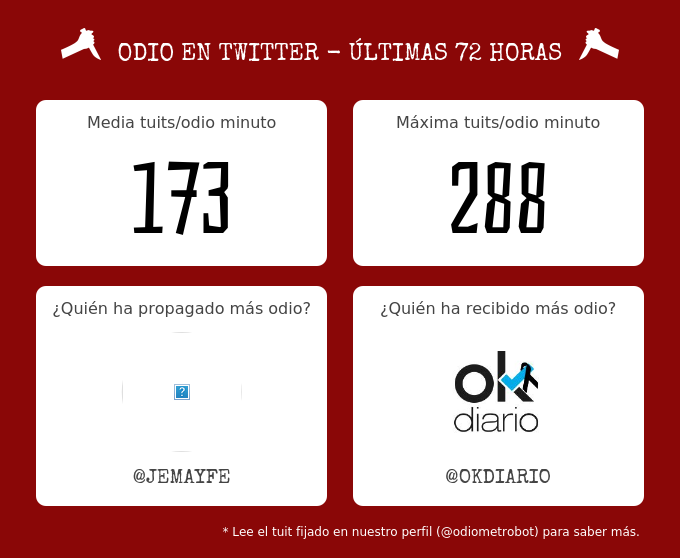 ODIO EN TWITTER – ÚLTIMAS 72 HORAS
Media tuits/odio minuto
173
Máxima tuits/odio minuto
288
¿Quién ha propagado más odio?
?
@JEMAYFE
¿Quién ha recibido más odio?
ok
diario
@OKDIARIO
* Lee el tuit fijado en nuestro perfil (@odiometrobot) para saber más.